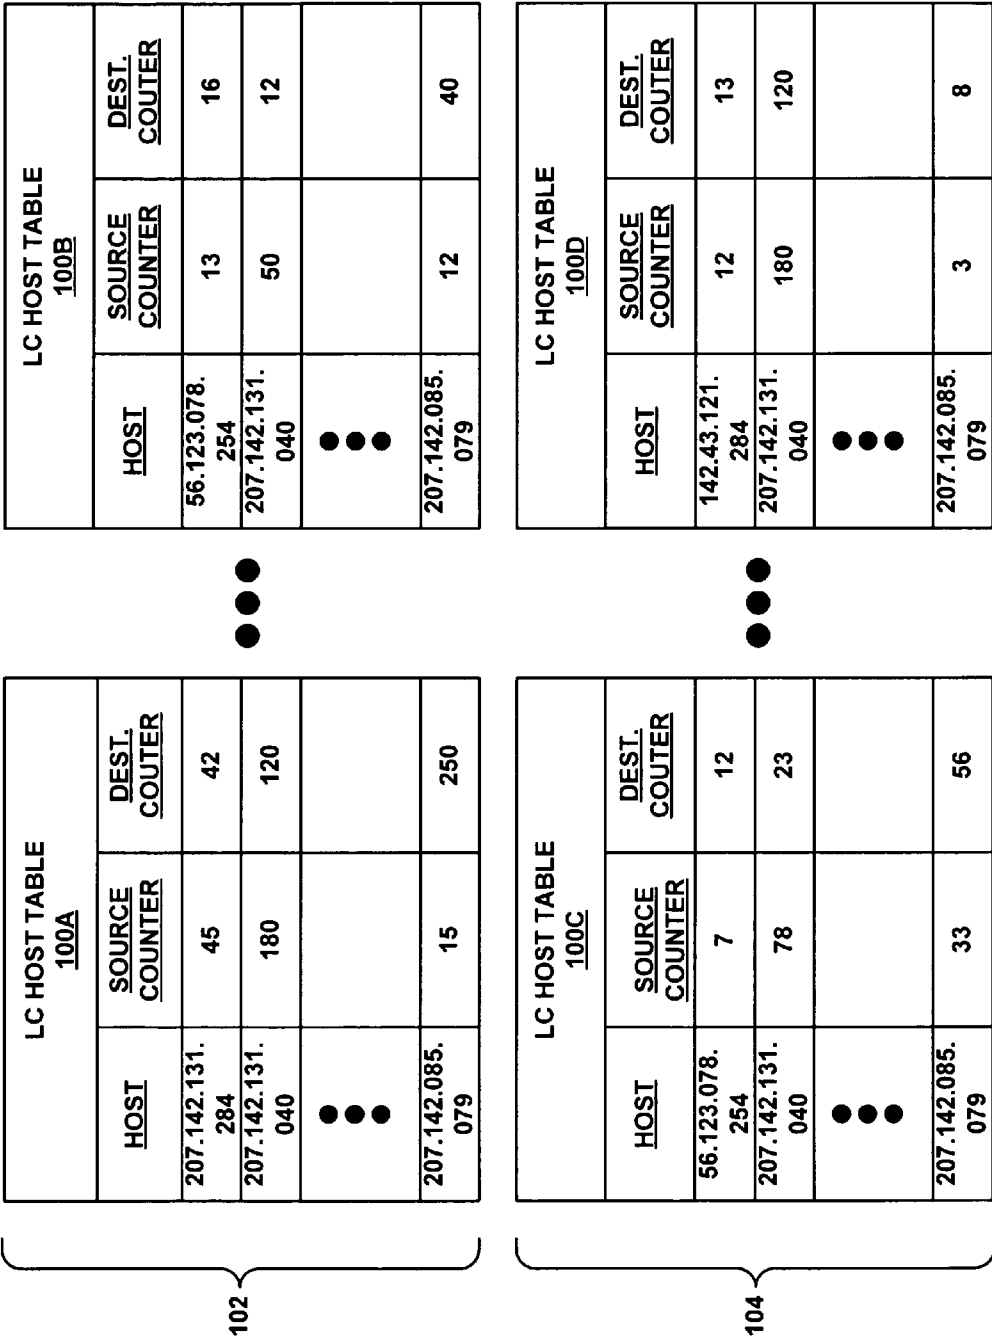 102
LC HOST TABLE
100A
HOST
SOURCE
COUNTER
DEST.
COUTER
207.142.131.
284
45
42
207.142.131.
040
180
120
207.142.085.
079
15
250
LC HOST TABLE
100B
HOST
SOURCE
COUNTER
DEST.
COUTER
56.123.078.
254
13
16
207.142.131.
040
50
12
207.142.085.
079
12
40
104
LC HOST TABLE
100C
HOST
SOURCE
COUNTER
DEST.
COUTER
56.123.078.
254
7
12
207.142.131.
040
78
23
207.142.085.
079
33
56
LC HOST TABLE
100D
HOST
SOURCE
COUNTER
DEST.
COUTER
142.43.121.
284
12
13
207.142.131.
040
180
120
207.142.085.
079
3
8